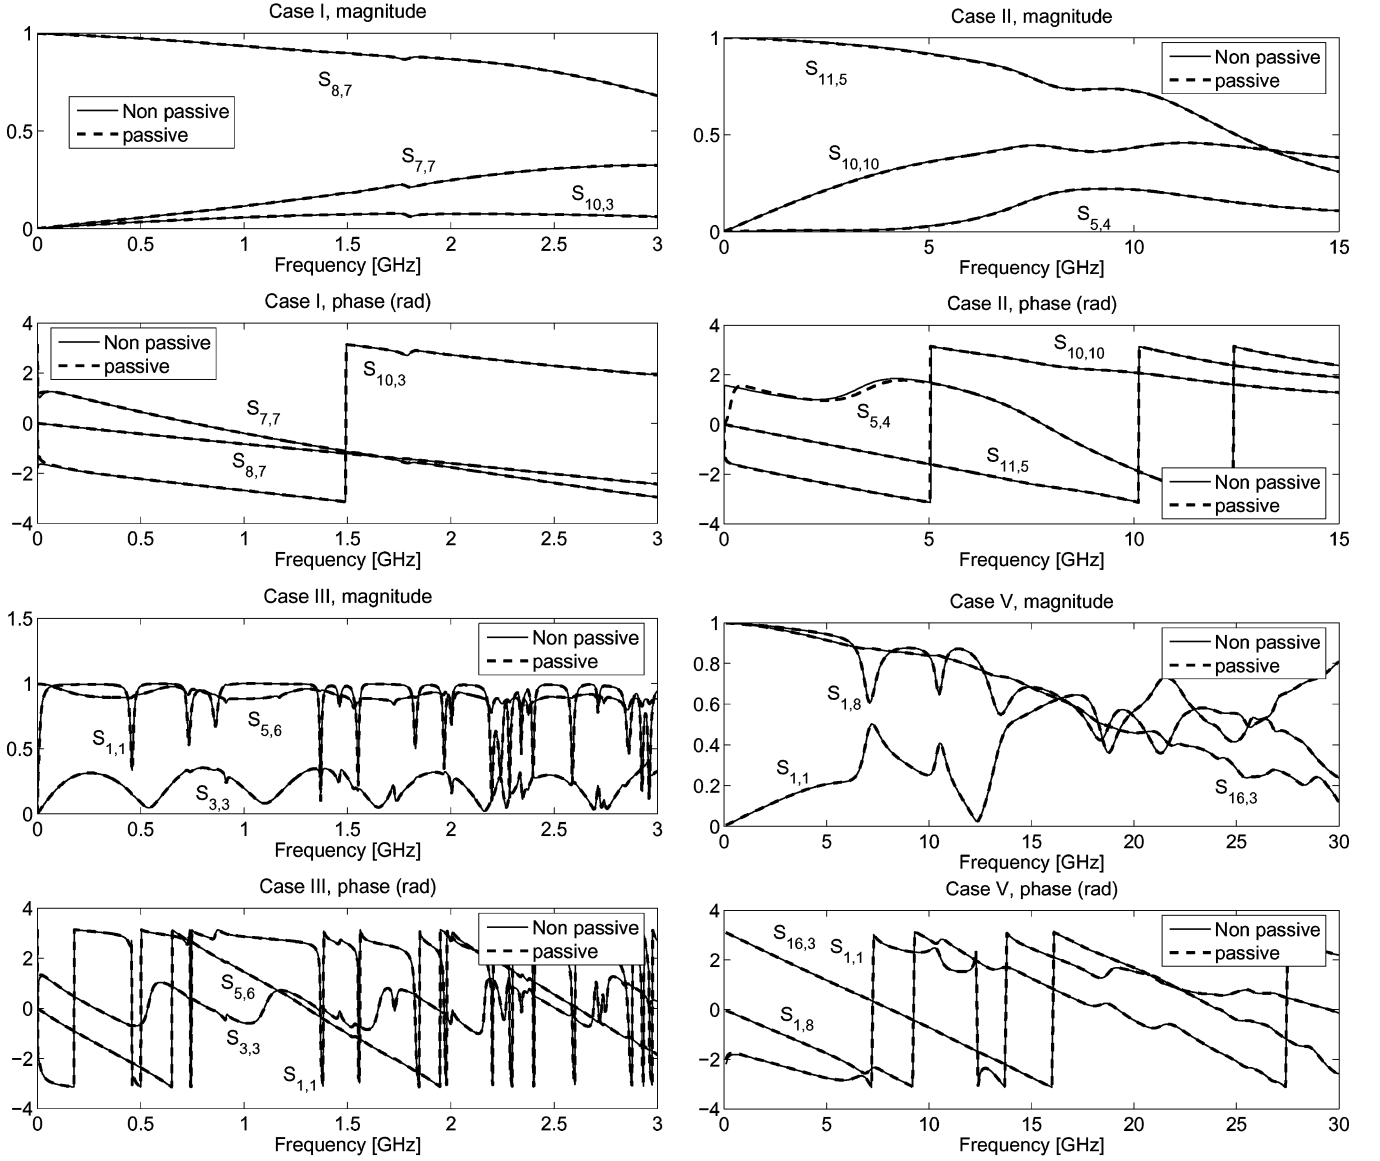 Case I, magnitude
1
0.5
0
0 0.5 1 1.5 2 2.5 3
Frequency [GHz]
Non passive
passive
S8,7
S7,7
S10,3
Case II, magnitude
1
0.5
0
0 5 10 15
Frequency [GHz]
Non passive
passive
S11,5
S10,10
S5,4
Case I, phase (rad)
4
2
0
−2
−4
0 0.5 1 1.5 2 2.5 3
Frequency [GHz]
Non passive
passive
S10,3
S7,7
S8,7
Case II, phase (rad)
4
2
0
−2
−4
0 5 10 15
Frequency [GHz]
S10,10
S5,4
S11,5
Non passive
passive
Case III, magnitude
1.5
1
0.5
0
0 0.5 1 1.5 2 2.5 3
Frequency [GHz]
Non passive
passive
S1,1
S5,6
S3,3
Case V, magnitude
1
0.8
0.6
0.4
0.2
0
0 5 10 15 20 25 30
Frequency [GHz]
Non passive
passive
S1,8
S1,1
S16,3
Case III, phase (rad)
4
2
0
−2
−4
0 0.5 1 1.5 2 2.5 3
Frequency [GHz]
Non passive
passive
S5,6
S3,3
S1,1
Case V, phase (rad)
4
2
0
−2
−4
0 5 10 15 20 25 30
Frequency [GHz]
Non passive
passive
S16,3
S1,1
S1,8